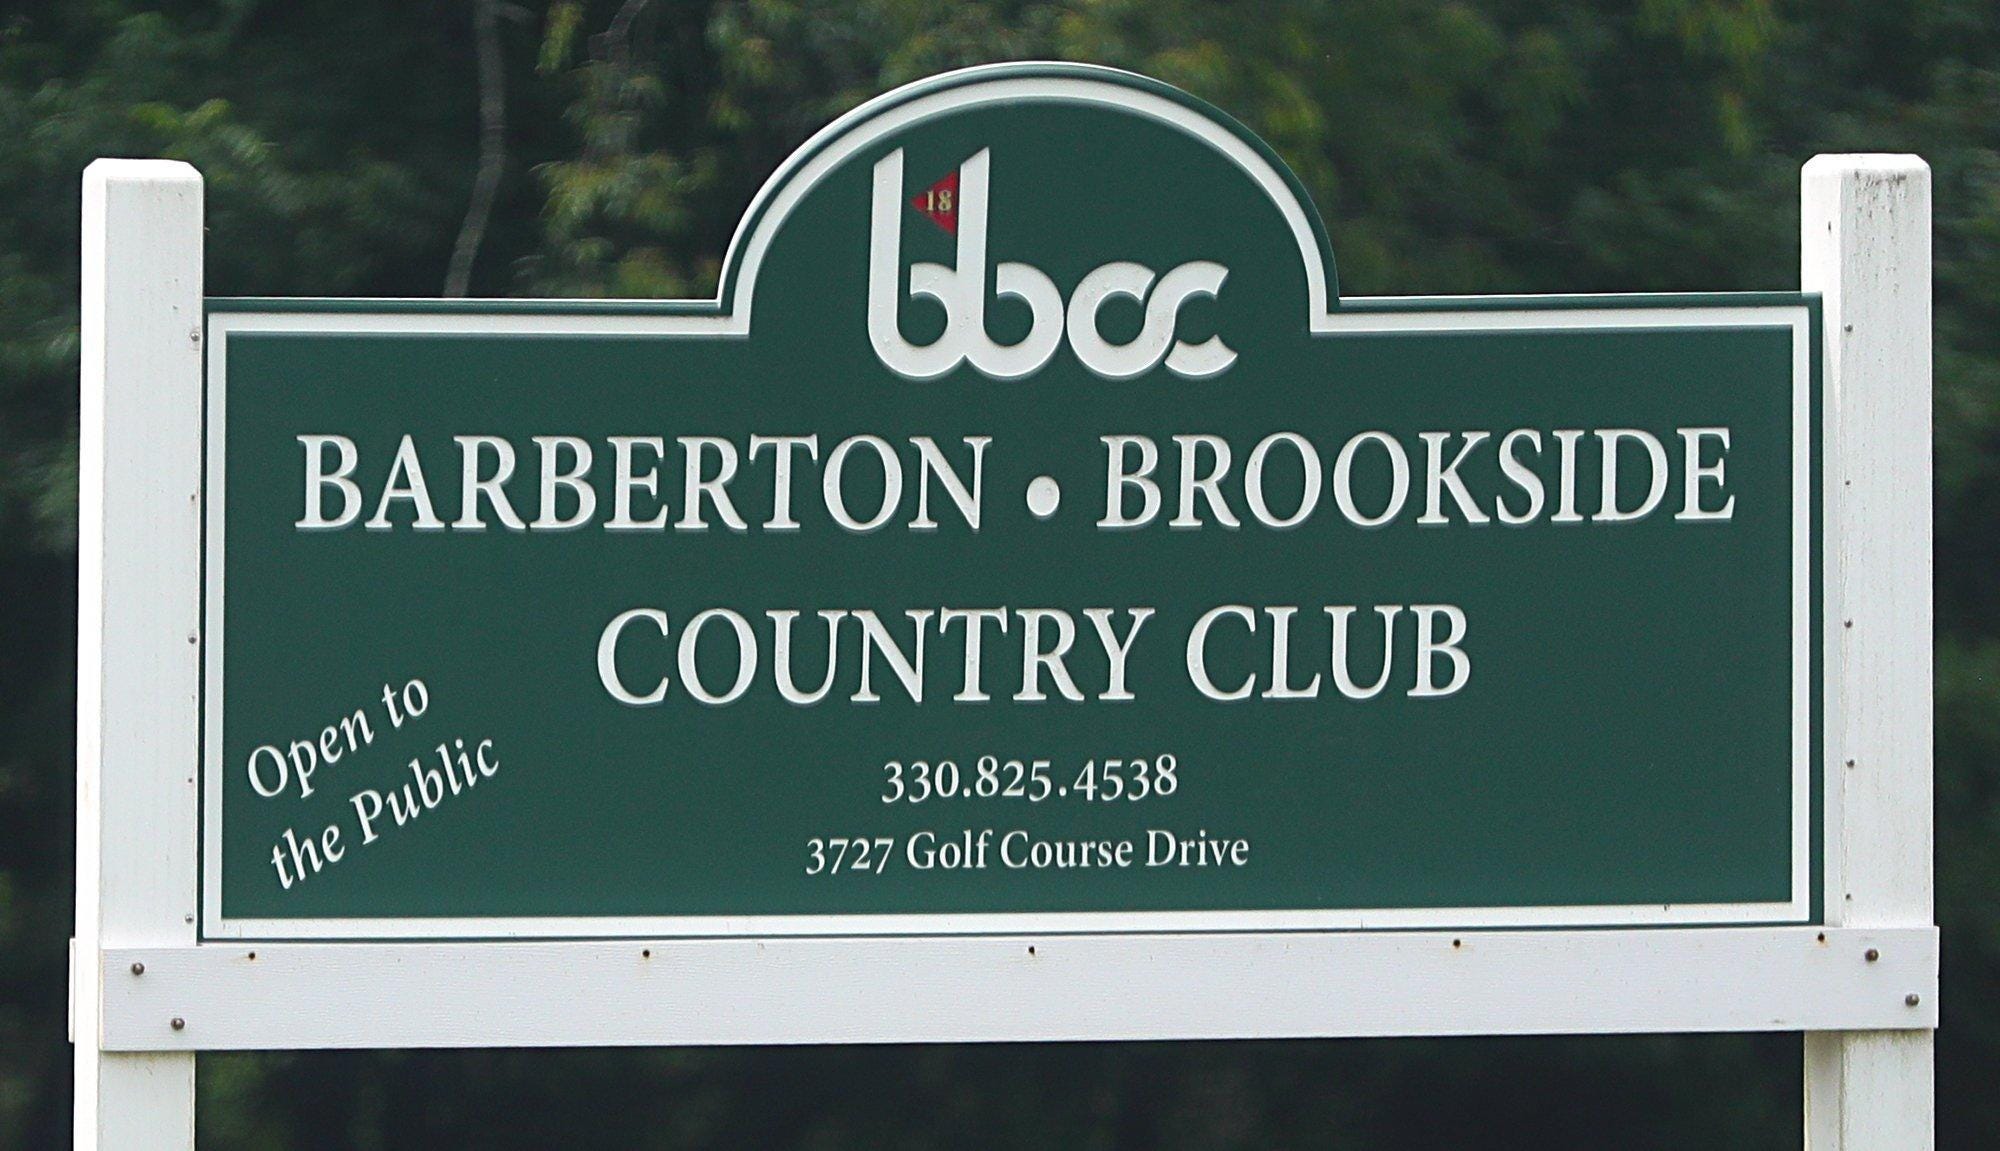 18
bbcc
BARBERTON • BROOKSIDE
COUNTRY CLUB
Open to
the Public
330.825.4538
3727 Golf Course Drive